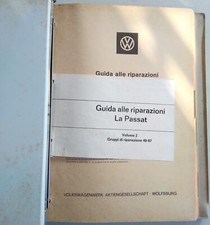 Guida alle riparazioni
Guida alle riparazioni
La Passat
Volume 2
Gruppi di riparazione 40-97
VOLKSWAGENWERK AKTIENGESELLSCHAFT WOLFSBURG